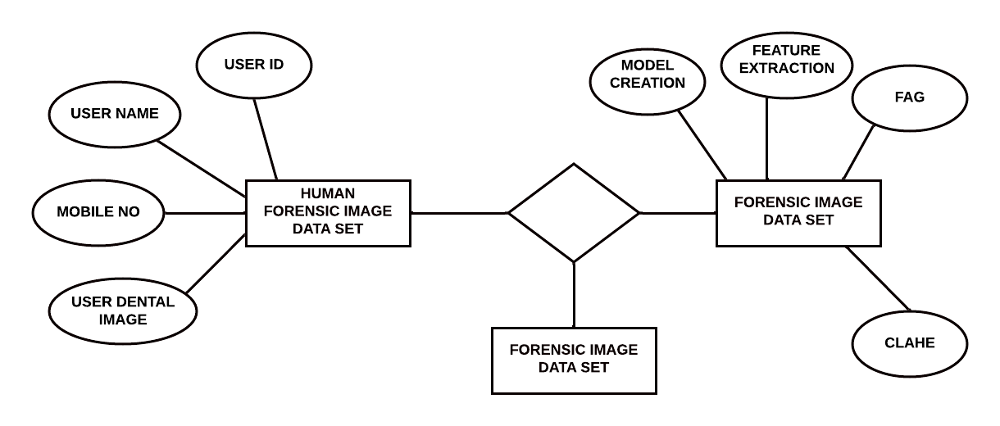 USER ID
USER NAME
MOBILE NO
USER DENTAL
IMAGE
HUMAN
FORENSIC IMAGE
DATA SET
MODEL
CREATION
FEATURE
EXTRACTION
FAG
FORENSIC IMAGE
DATA SET
CLAHE
FORENSIC IMAGE
DATA SET